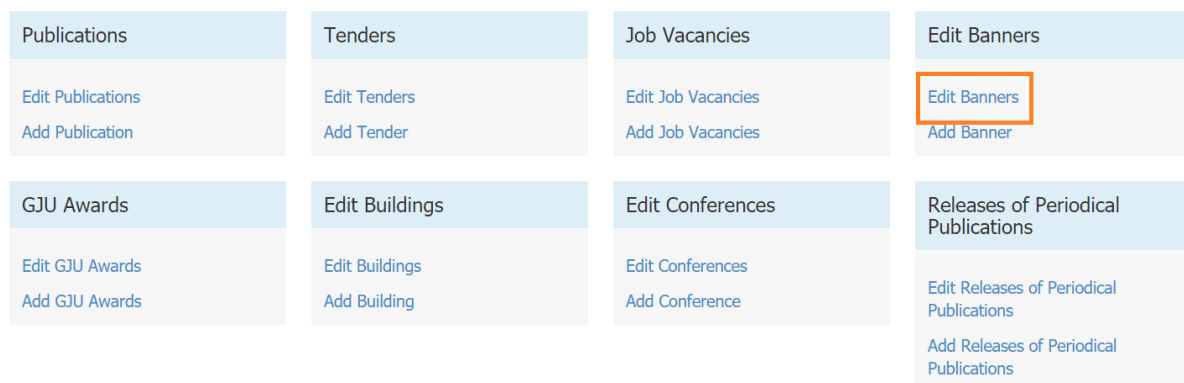 Publications
Edit Publications
Add Publication
Tenders
Edit Tenders
Add Tender
Job Vacancies
Edit Job Vacancies
Add Job Vacancies
Edit Banners
Edit Banners
Add Banner
GJU Awards
Edit GJU Awards
Add GJU Awards
Edit Buildings
Edit Buildings
Add Building
Edit Conferences
Edit Conferences
Add Conference
Releases of Periodical
Publications
Edit Releases of Periodical
Publications
Add Releases of Periodical
Publications